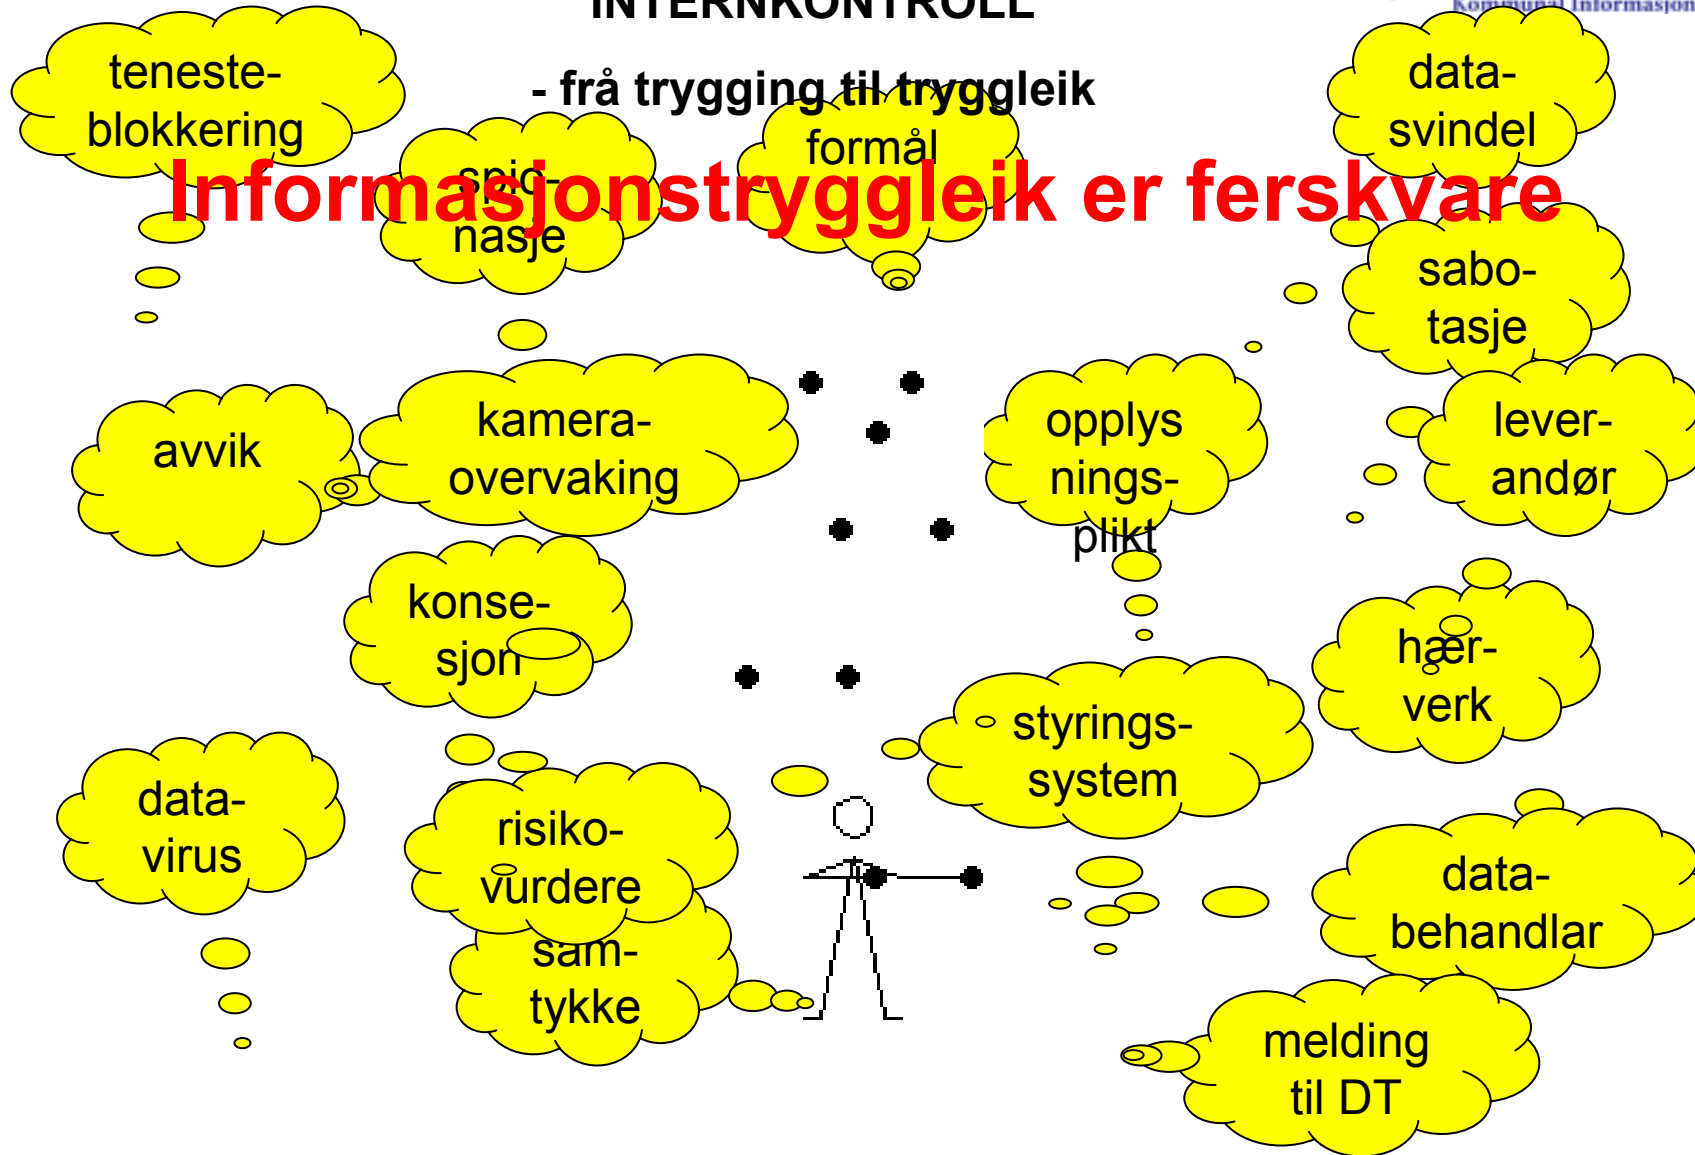 INTERNKONTROLL
Kommunal Informasjon
- frå trygging til tryggleik
Informasjonstryggleik er ferskvare
teneste-
blokkering
spio-
nasje
formål
data-
svindel
sabo-
tasje
avvik
kamera-
overvaking
opplys
nings-
plikt
lever-
andør
konse-
sjon
hær-
verk
styrings-
system
data-
virus
risiko-
vurdere
sam-
tykke
data-
behandlar
melding
til DT